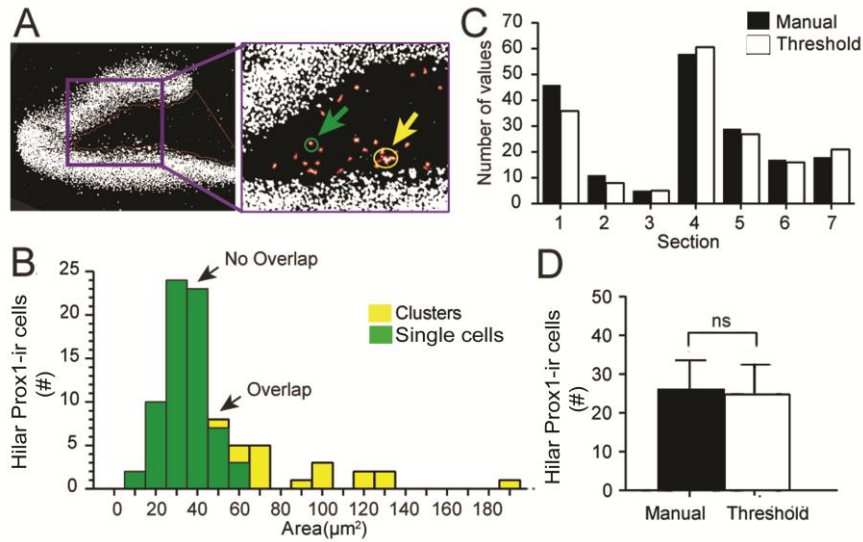 A
B
Hilar Prox1-ir cells
(#)
25
20
15
10
5
0
No Overlap
Overlap
Clusters
Single cells
0 20 40 60 80 100 120 140 160 180
Area(µm²)
C
Number of values
70
60
50
40
30
20
10
0
Manual
Threshold
1 2 3 4 5 6 7
Section
D
Hilar Prox1-ir cells
(#)
50
40
30
20
10
0
ns
Manual Threshold